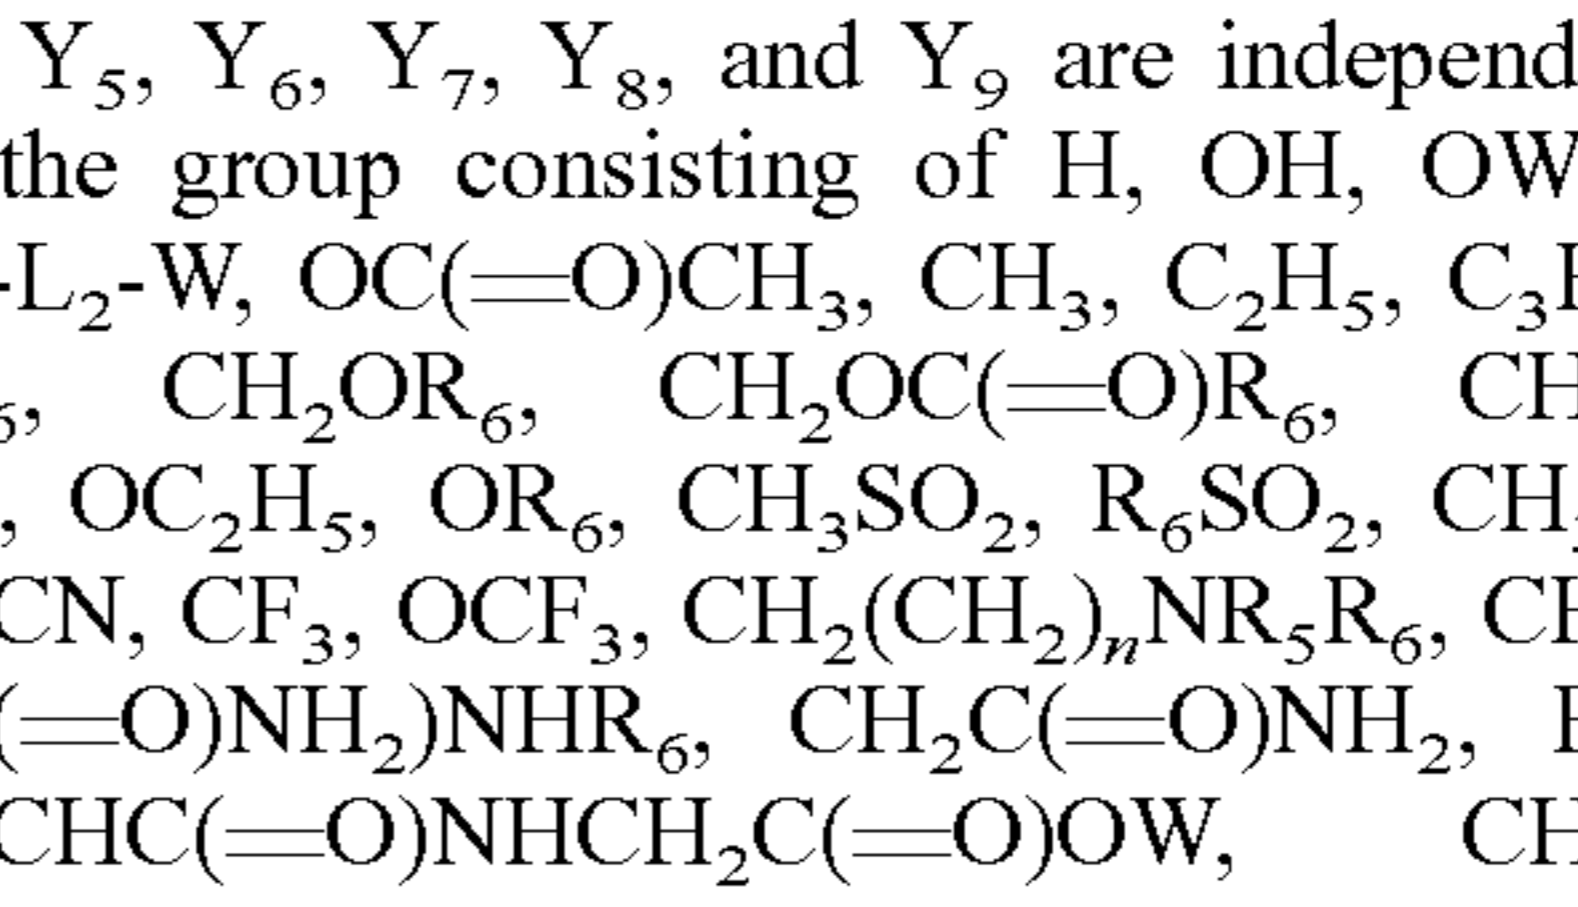 Y₅, Y₆, Y₇, Y₈, and Y₉ are independ
the group consisting of H, OH, OW
-L₂-W, OC(=O)CH₃, CH₃, C₂H₅, C₃
₆, CH₂OR₆, CH₂OC(=O)R₆, CH
, OC₂H₅, OR₆, CH₃SO₂, R₆SO₂, CH
CN, CF₃, OCF₃, CH₂(CH₂)ₙNR₅R₆, CH
(=O)NH₂)NHR₆, CH₂C(=O)NH₂,
CHC(=O)NHCH₂C(=O)OW, CH